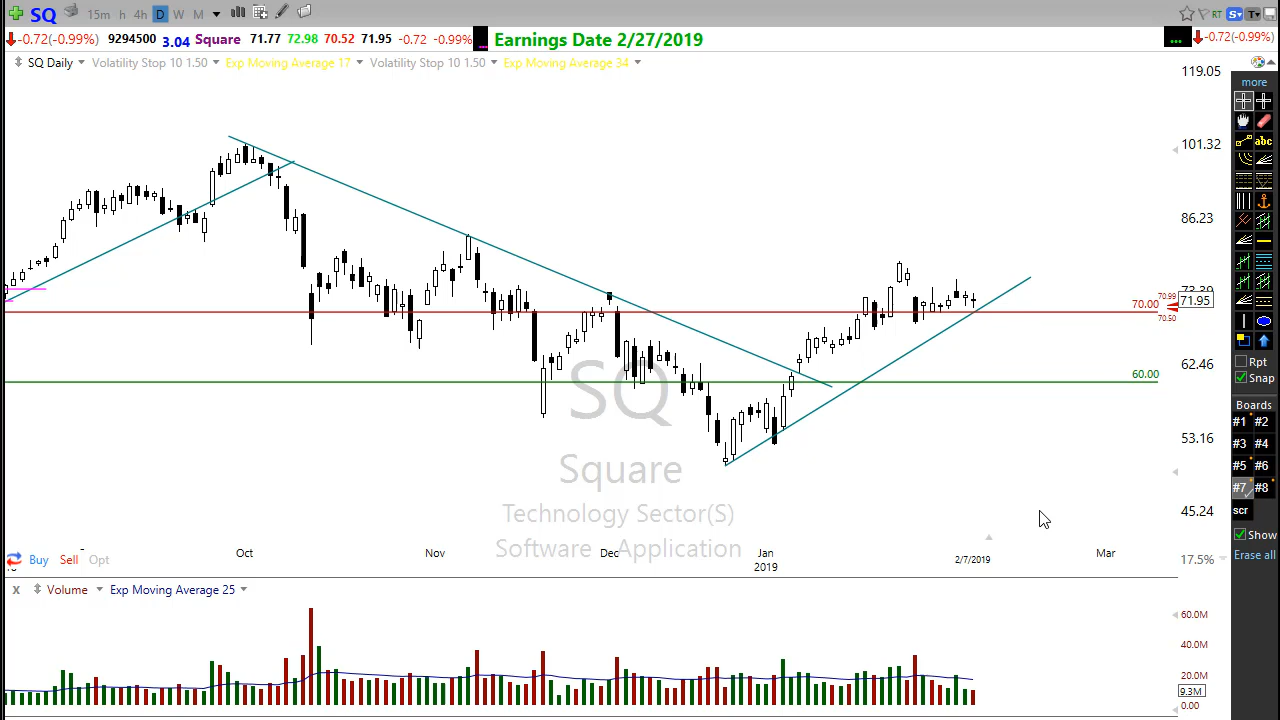 SQ 15m h 4h D W M RT S T
-0.72(-0.99%) 9294500 3.04 Square 71.77 72.98 70.52 71.95 -0.72 -0.99% ... Earnings Date 2/27/2019 ... -0.72(-0.99%)
SQ Daily Volatility Stop 10 1.50 Exp Moving Average 17 Volatility Stop 10 1.50 Exp Moving Average 34
119.05
more
abc
101.32
86.23
70.99
70.00 71.95
70.50
62.46
Rpt
60.00
Snap
SQ
Boards
#1 #2
53.16
#3 #4
Square
#5 #6
#7 #8
Technology Sector(S)
45.24 scr
Show
Software - Application
Oct Nov Dec Jan Mar
2019 2/7/2019
Buy Sell Opt 17.5% Erase all
X Volume Exp Moving Average 25
60.0M
40.0M
20.0M
9.3M
0.00